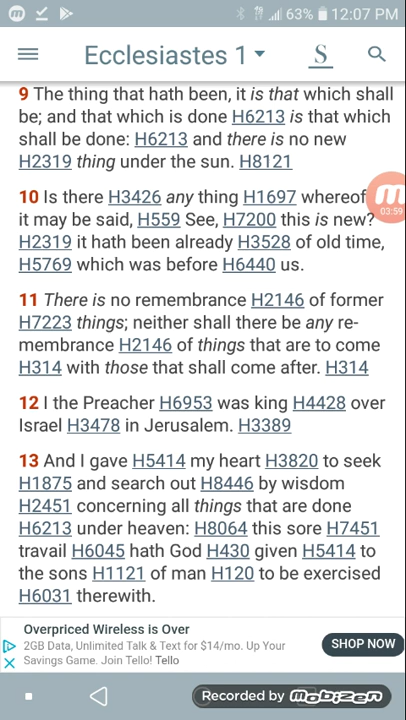 63% 12:07 PM
Ecclesiastes 1 S
9 The thing that hath been, it is that which shall
be; and that which is done H6213 is that which
shall be done: H6213 and there is no new
H2319 thing under the sun. H8121
10 Is there H3426 any thing H1697 whereof
it may be said, H559 See, H7200 this is new?
H2319 it hath been already H3528 of old time,
H5769 which was before H6440 us.
03:59
11 There is no remembrance H2146 of former
H7223 things; neither shall there be any re-
membrance H2146 of things that are to come
H314 with those that shall come after. H314
12 I the Preacher H6953 was king H4428 over
Israel H3478 in Jerusalem. H3389
13 And I gave H5414 my heart H3820 to seek
H1875 and search out H8446 by wisdom
H2451 concerning all things that are done
H6213 under heaven: H8064 this sore H7451
travail H6045 hath God H430 given H5414 to
the sons H1121 of man H120 to be exercised
H6031 therewith.
Overpriced Wireless is Over
2GB Data, Unlimited Talk & Text for $14/mo. Up Your
Savings Game. Join Tello! Tello
SHOP NOW
Recorded by Mobizen